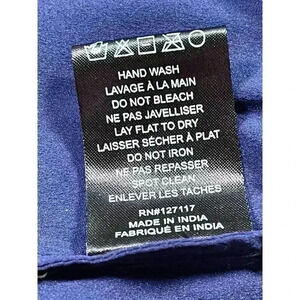 HAND WASH
LAVAGE À LA MAIN
DO NOT BLEACH
NE PAS JAVELLISER
LAY FLAT TO DRY
LAISSER SÉCHER À PLAT
DO NOT IRON
NE PAS REPASSER
SPOT CLEAN
ENLEVER LES TÂCHES
RN#127117
MADE IN INDIA
FABRIQUÉ EN INDIA